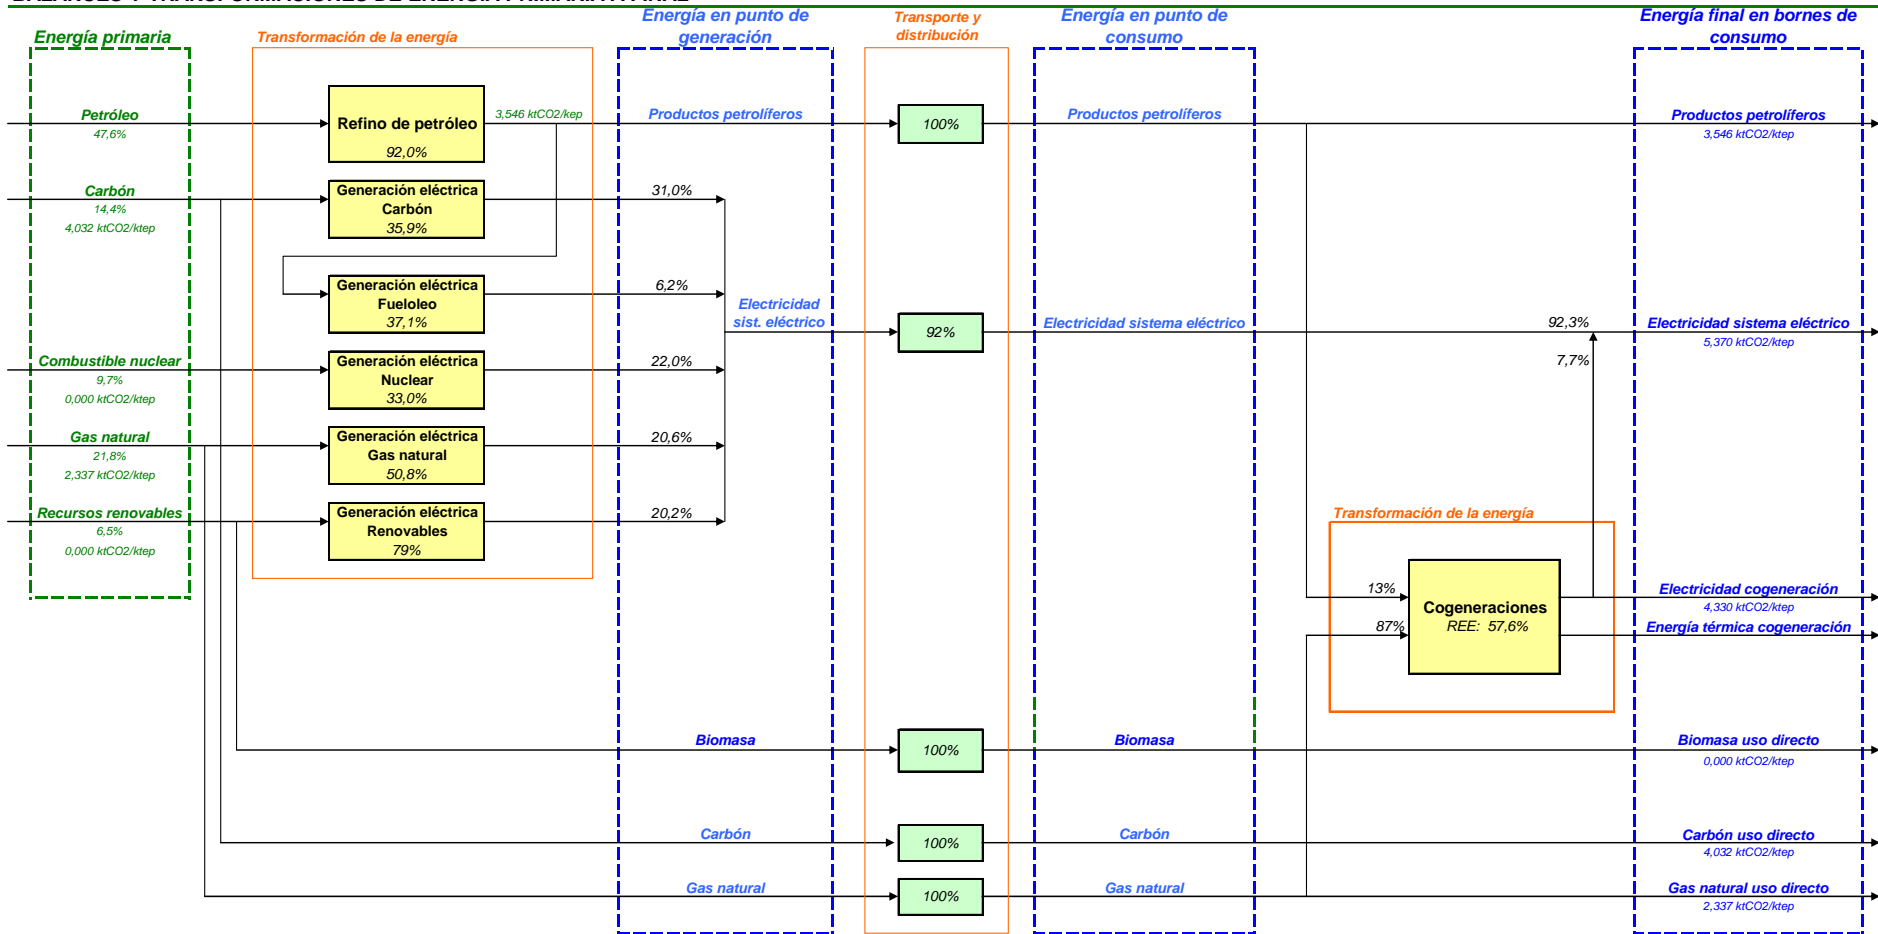 Energía primaria
Transformación de la energía
Energía en punto de
generación
Transporte y
distribución
Energía en punto de
consumo
Energía final en bornes de
consumo
Petróleo
47,6%
Refino de petróleo
92,0%
3,546 ktCO2/kep
Productos petrolíferos
100%
Productos petrolíferos
Productos petrolíferos
3,546 ktCO2/ktep
Carbón
14,4%
4,032 ktCO2/ktep
Generación eléctrica
Carbón
35,9%
31,0%
Generación eléctrica
Fueloleo
37,1%
6,2%
Electricidad
sist. eléctrico
92%
Electricidad sistema eléctrico
92,3%
7,7%
Electricidad sistema eléctrico
5,370 ktCO2/ktep
Combustible nuclear
9,7%
0,000 ktCO2/ktep
Generación eléctrica
Nuclear
33,0%
22,0%
Gas natural
21,8%
2,337 ktCO2/ktep
Generación eléctrica
Gas natural
50,8%
20,6%
Recursos renovables
6,5%
0,000 ktCO2/ktep
Generación eléctrica
Renovables
79%
20,2%
Transformación de la energía
13%
87%
Cogeneraciones
REE: 57,6%
Electricidad cogeneración
4,330 ktCO2/ktep
Energía térmica cogeneración
Biomasa
100%
Biomasa
Biomasa uso directo
0,000 ktCO2/ktep
Carbón
100%
Carbón
Carbón uso directo
4,032 ktCO2/ktep
Gas natural
100%
Gas natural
Gas natural uso directo
2,337 ktCO2/ktep